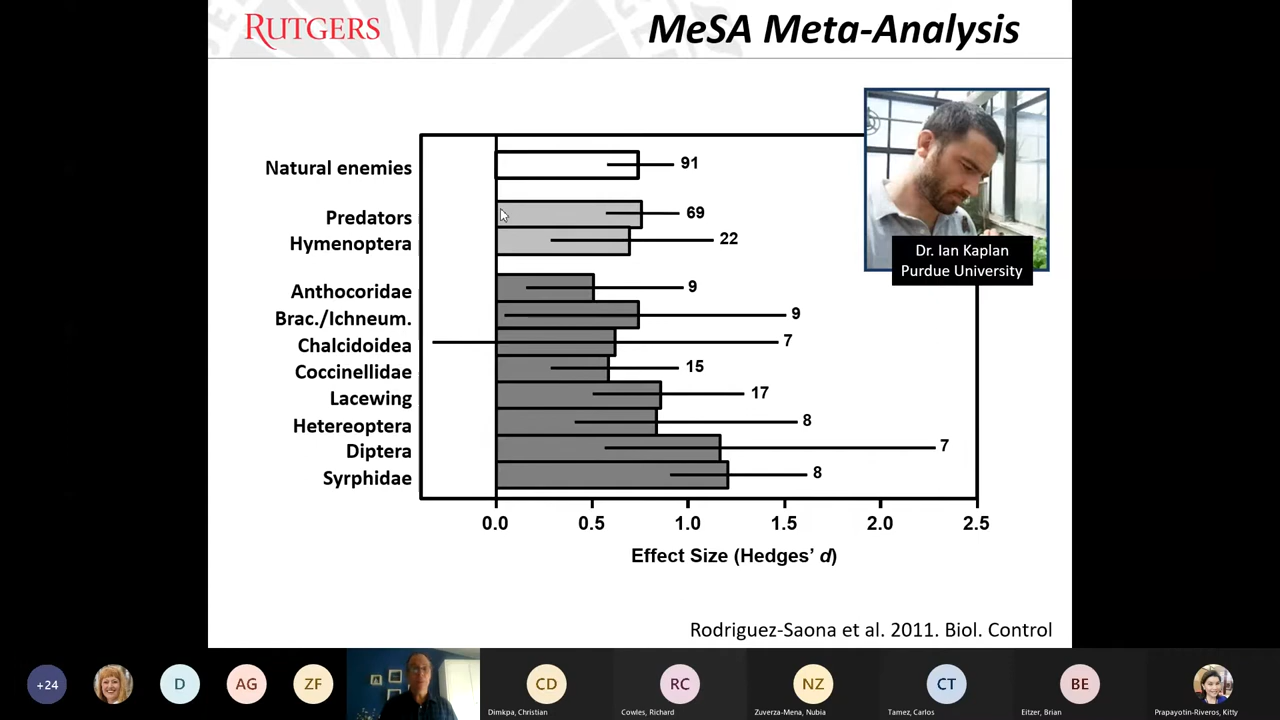 RUTGERS
MeSA Meta-Analysis
Natural enemies
91
Predators
69
Hymenoptera
22
Anthocoridae
9
Brac./Ichneum.
9
Chalcidoidea
7
Coccinellidae
15
Lacewing
17
Hetereoptera
8
Diptera
7
Syrphidae
8
0.0 0.5 1.0 1.5 2.0 2.5
Effect Size (Hedges’ d)
Dr. Ian Kaplan
Purdue University
Rodriguez-Saona et al. 2011. Biol. Control
+24 D AG ZF CD RC NZ CT BE
Dimkpa, Christian Cowles, Richard Zuverza-Mena, Nubia Tamez, Carlos Eitzer, Brian Prapayotin-Riveros, Kitty